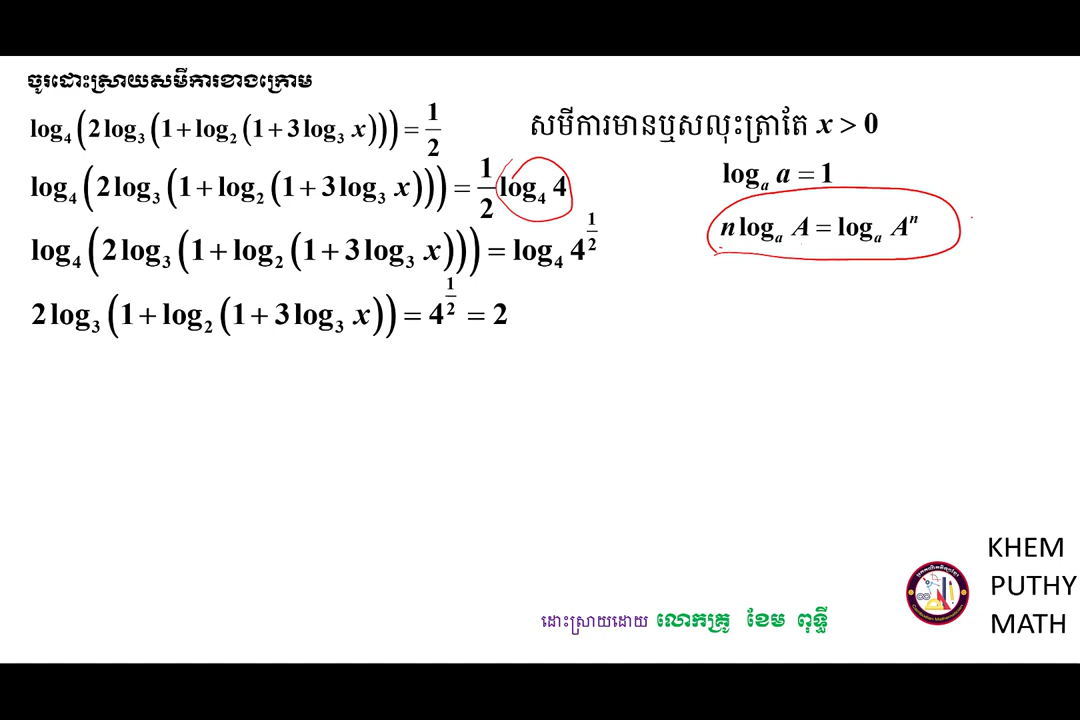 ចូរដោះស្រាយសមីការខាងក្រោម
log₄(2log₃(1+log₂(1+3log₃ x))) = 1/2
សមីការមានឬសលុះត្រាតែ x > 0
log₄(2log₃(1+log₂(1+3log₃ x))) = 1/2 log₄ 4
logₐ a = 1
log₄(2log₃(1+log₂(1+3log₃ x))) = log₄ 4^(1/2)
n logₐ A = logₐ Aⁿ
2log₃(1+log₂(1+3log₃ x)) = 4^(1/2) = 2
KHEM
PUTHY
MATH
ដោះស្រាយដោយ លោកគ្រូ ខែម ពុទ្ធី